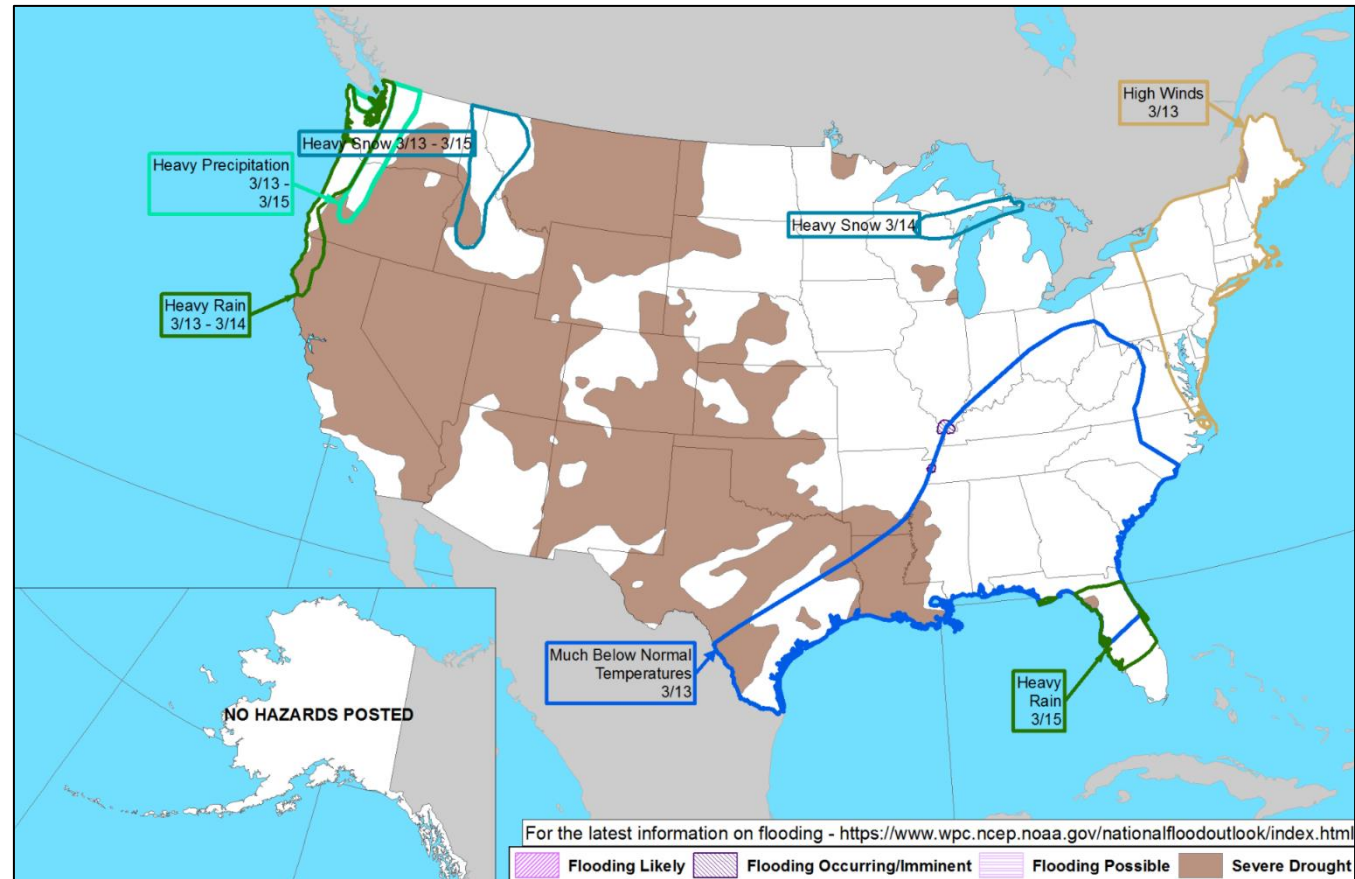 High Winds
3/13
Heavy Snow 3/13 - 3/15
Heavy Precipitation
3/13 -
3/15
Heavy Snow 3/14
Heavy Rain
3/13 - 3/14
Much Below Normal
Temperatures
3/13
Heavy
Rain
3/15
NO HAZARDS POSTED
For the latest information on flooding - https://www.wpc.ncep.noaa.gov/nationalfloodoutlook/index.html
Flooding Likely
Flooding Occurring/Imminent
Flooding Possible
Severe Drought